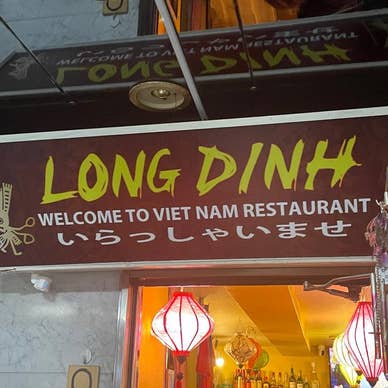 LONG DINH
WELCOME TO VIET NAM RESTAURANT
いらっしゃいませ